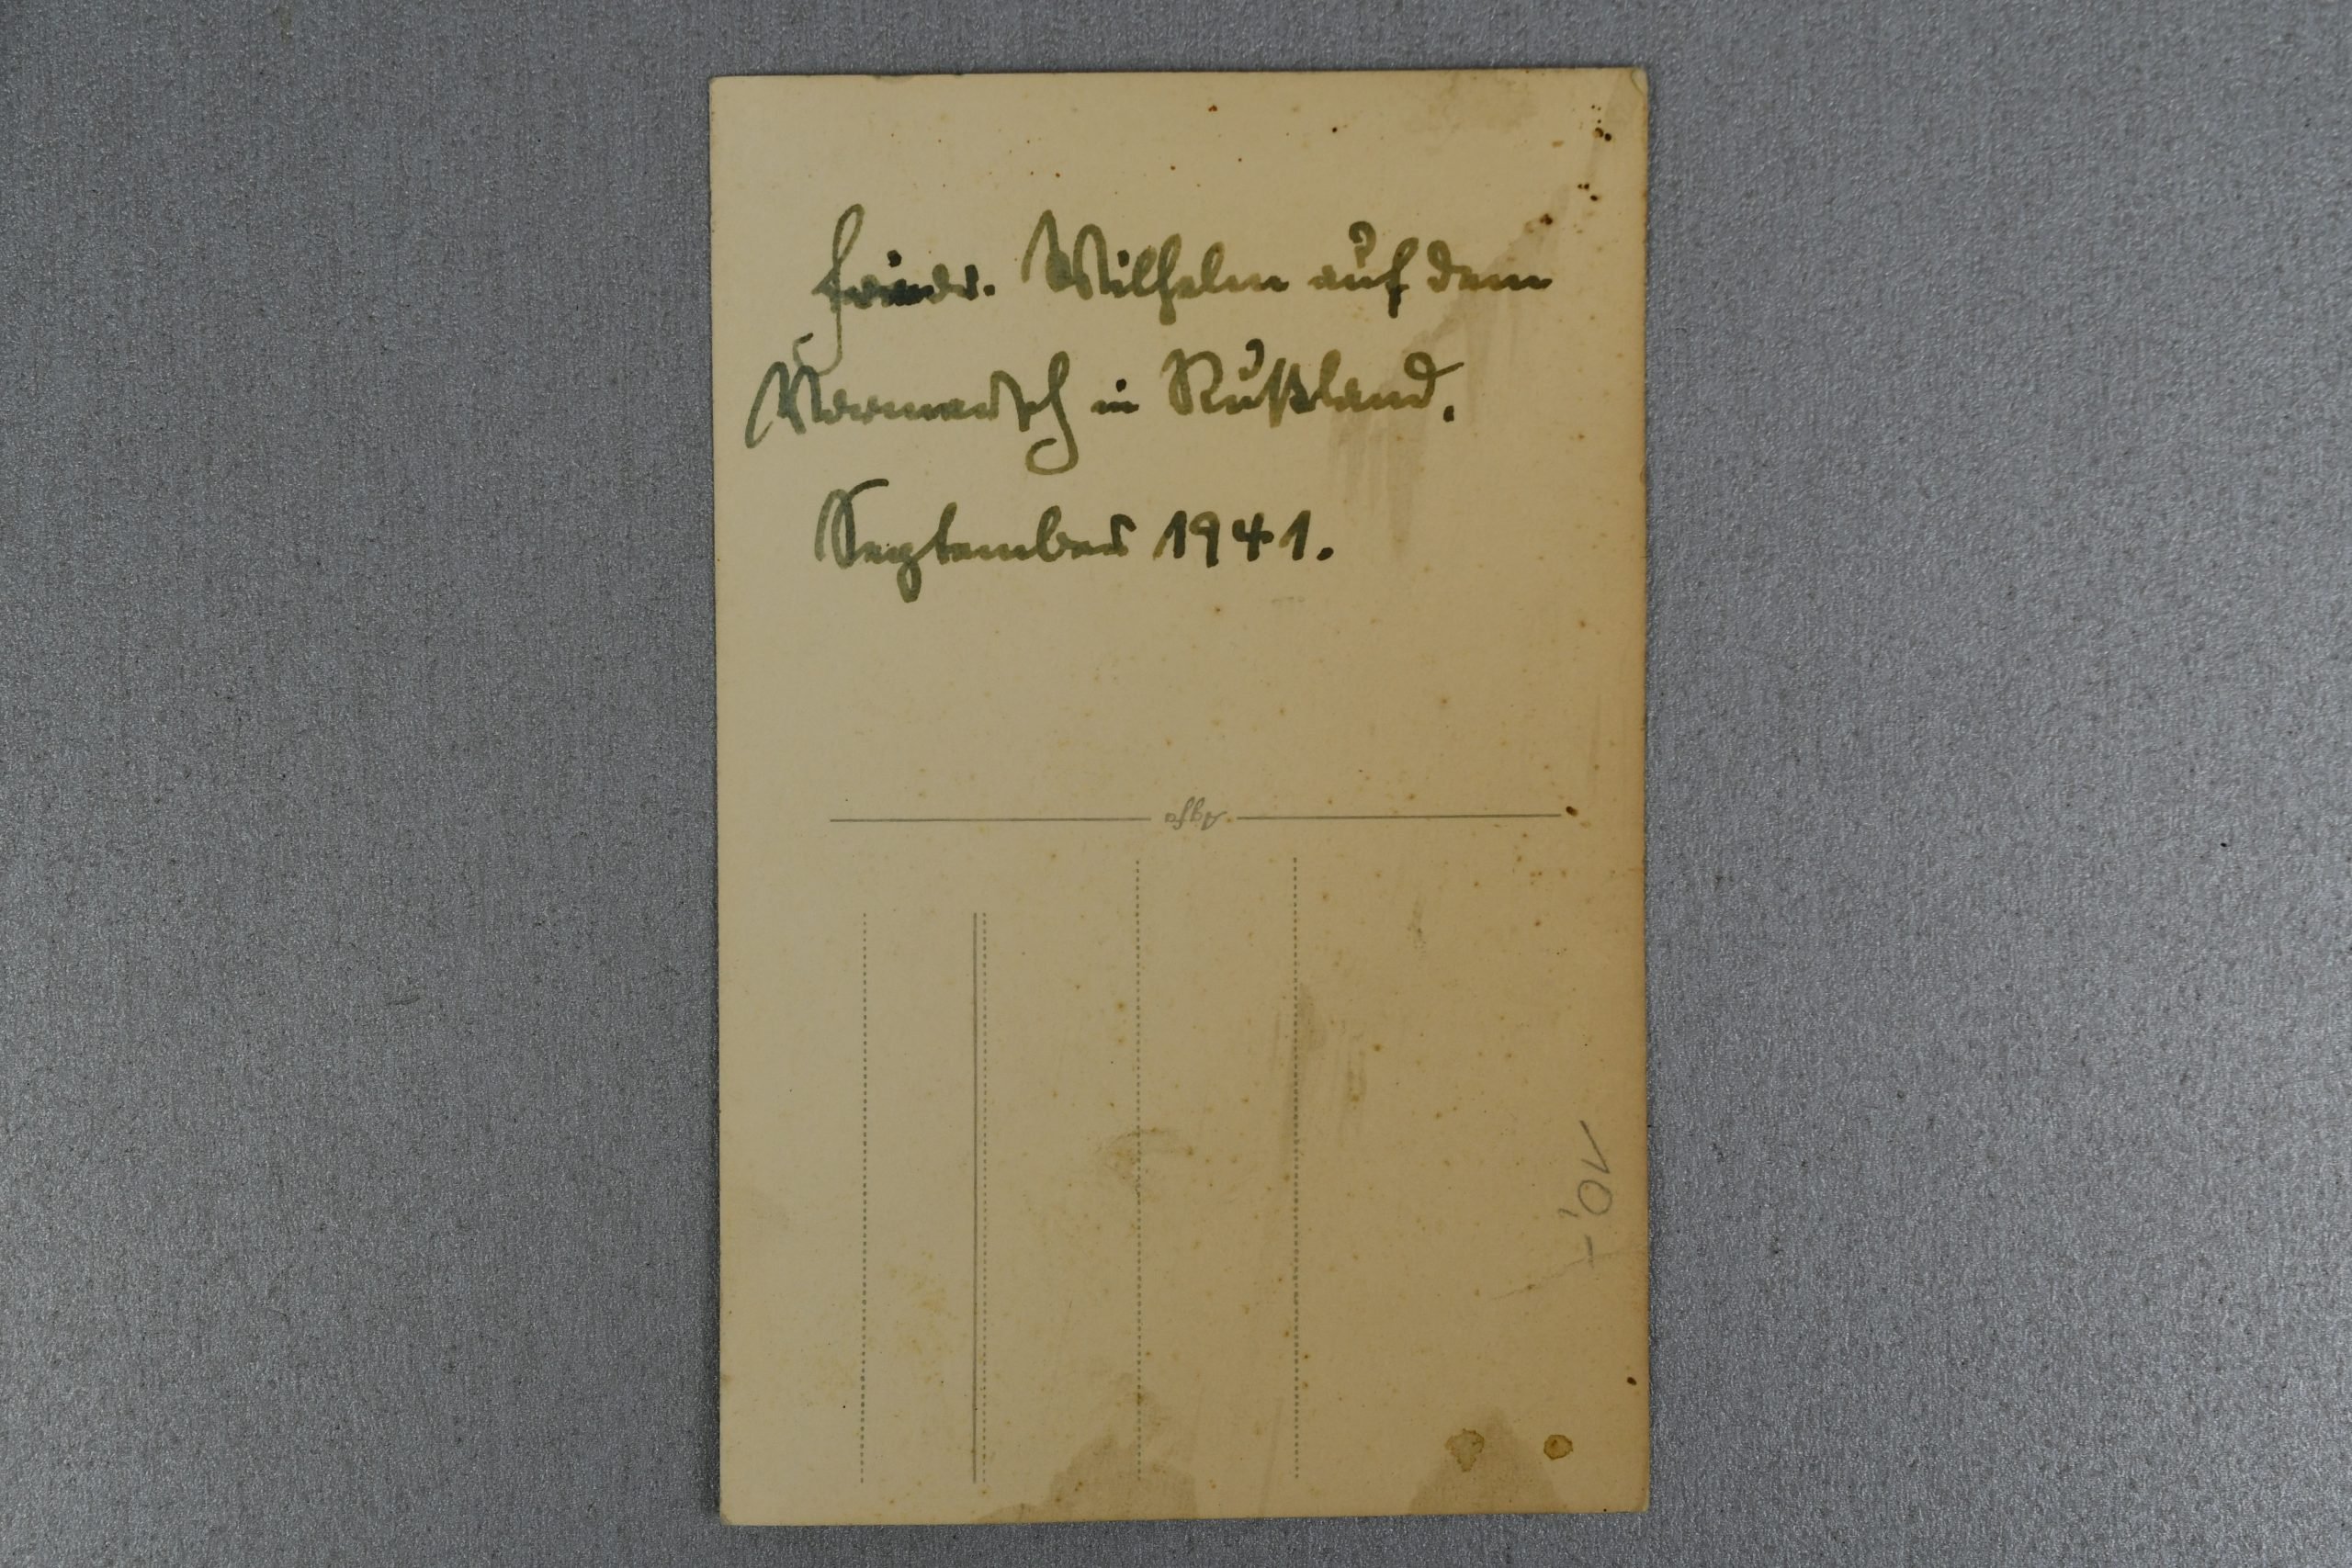 Friedr. Wilhelm auf dem
Vormarsch in Rußland.
September 1941.
Agfa
10,-